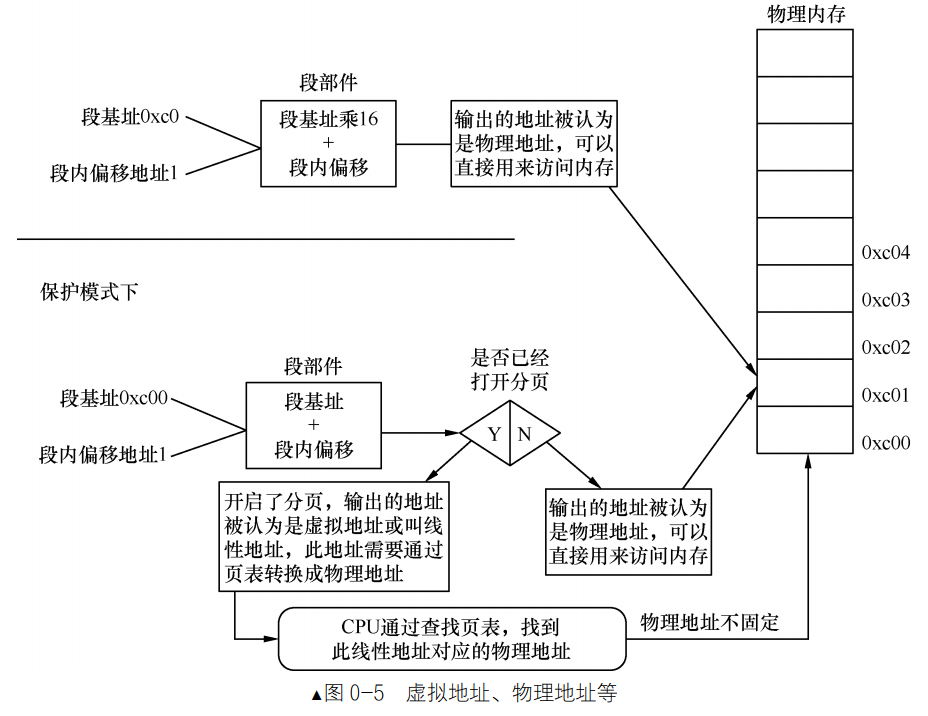 物理内存
段部件
段基址0xc0
段内偏移地址1
段基址乘16
+
段内偏移
输出的地址被认为
是物理地址，可以
直接用来访问内存
0xc04
0xc03
0xc02
0xc01
0xc00
保护模式下
段部件
段基址0xc00
段内偏移地址1
段基址
+
段内偏移
是否已经
打开分页
Y N
开启了分页，输出的地址
被认为是虚拟地址或叫线
性地址，此地址需要通过
页表转换成物理地址
输出的地址被认为
是物理地址，可以
直接用来访问内存
CPU通过查找页表，找到
此线性地址对应的物理地址
物理地址不固定
▲图 0-5 虚拟地址、物理地址等